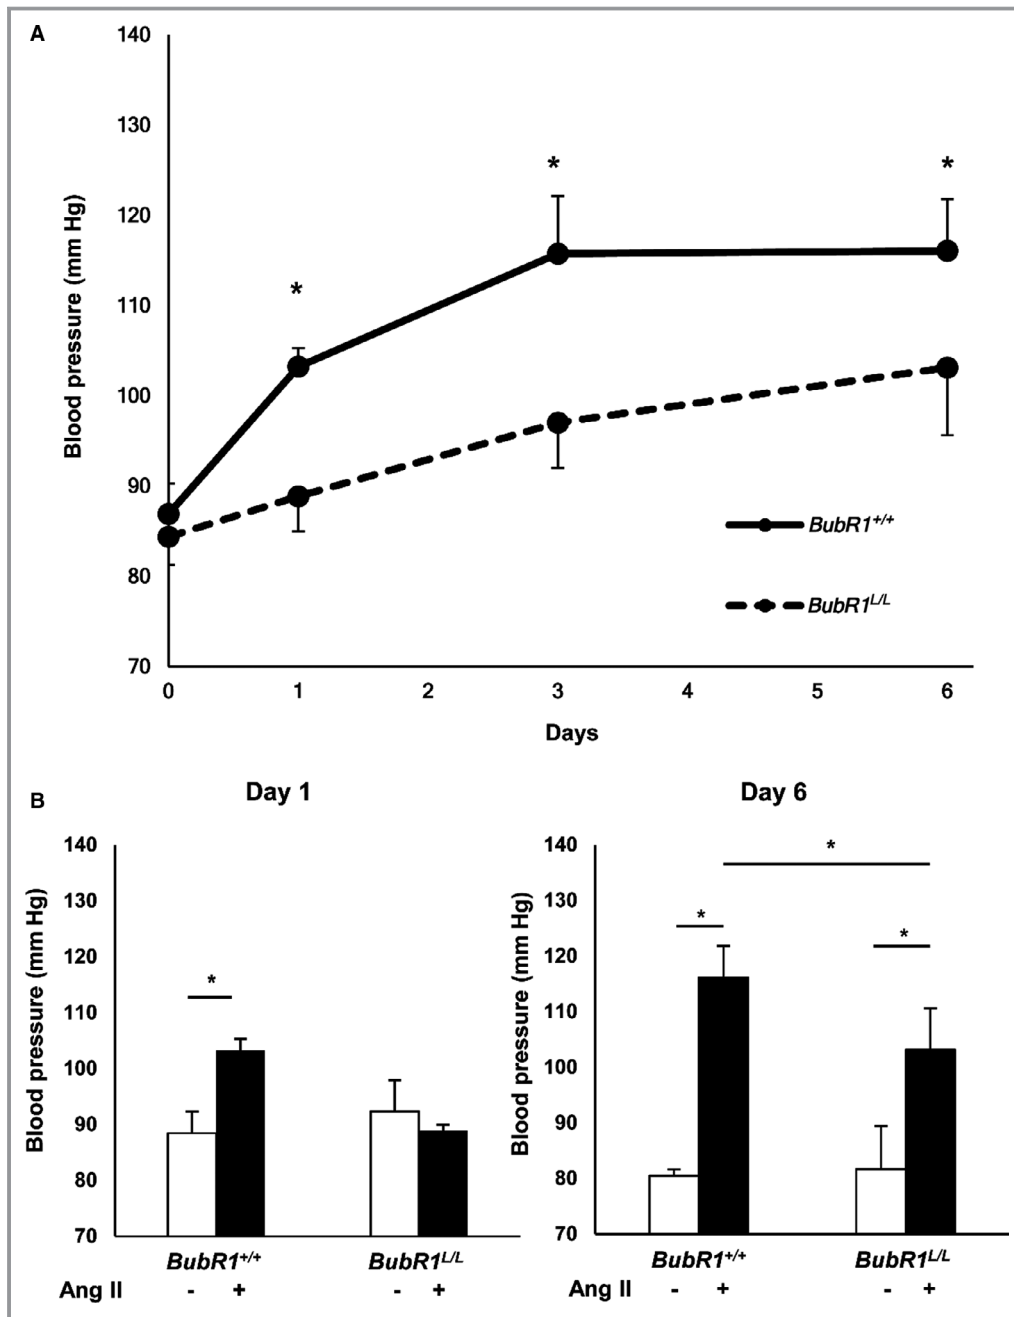 A
140
130
120
110
100
90
80
70
Blood pressure (mm Hg)
*
*
*
BubR1+/+
BubR1L/L
0 1 2 3 4 5 6
Days
B
Day 1
140
130
120
110
100
90
80
70
Blood pressure (mm Hg)
*
BubR1+/+ BubR1L/L
Ang II - + - +
Day 6
140
130
120
110
100
90
80
70
Blood pressure (mm Hg)
*
*
*
BubR1+/+ BubR1L/L
Ang II - + - +